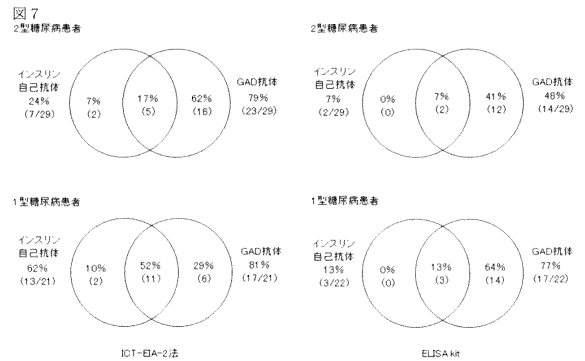 図7
2型糖尿病患者
インスリン
自己抗体
24%
(7/29)
7%
(2)
17%
(5)
62%
(18)
GAD抗体
79%
(23/29)
2型糖尿病患者
インスリン
自己抗体
7%
(2/29)
0%
(0)
7%
(2)
41%
(12)
GAD抗体
48%
(14/29)
1型糖尿病患者
インスリン
自己抗体
62%
(13/21)
10%
(2)
52%
(11)
29%
(6)
GAD抗体
81%
(17/21)
1型糖尿病患者
インスリン
自己抗体
13%
(3/22)
0%
(0)
13%
(3)
64%
(14)
GAD抗体
77%
(17/22)
ICT-EIA-2法
ELISA kit